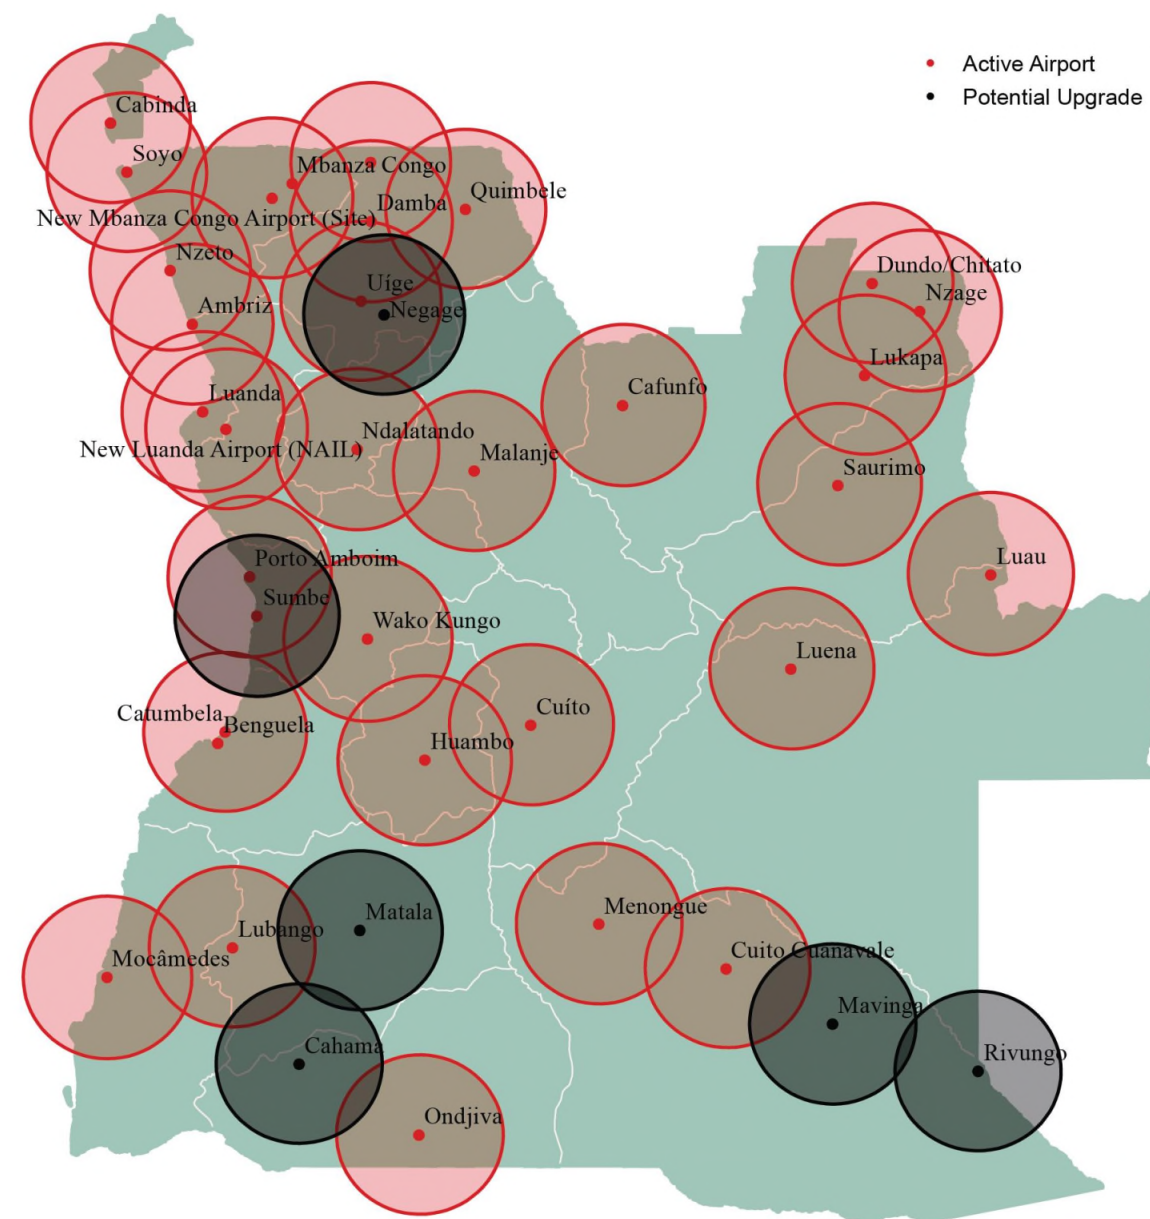 Active Airport
Potential Upgrade
Cabinda
Soyo
Mbanza Congo
Quimbele
Damba
New Mbanza Congo Airport (Site)
Nzeto
Dundo/Chitato
Uíge
Nzage
Ambriz
Negage
Lukapa
Cafunfo
Luanda
Ndalatando
New Luanda Airport (NAIL)
Malanje
Saurimo
Porto Amboim
Luau
Sumbe
Wako Kungo
Luena
Cuíto
Catumbela
Benguela
Huambo
Menongue
Matala
Lubango
Cuito Cuanavale
Mocâmedes
Mavinga
Cahama
Rivungo
Ondjiva